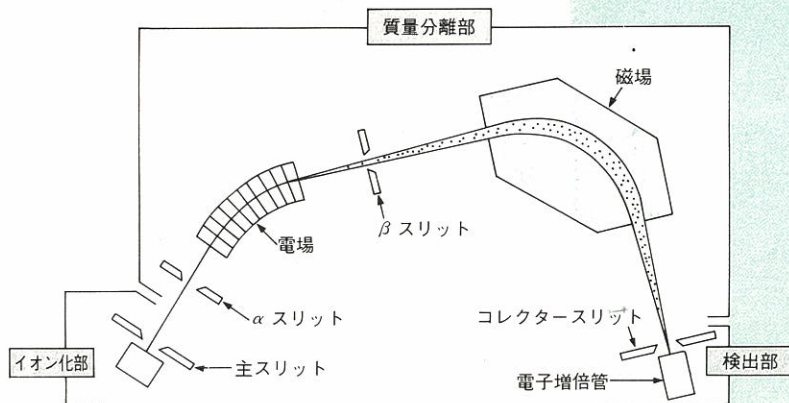 質量分離部
磁場
βスリット
電場
αスリット
コレクタースリット
イオン化部
主スリット
検出部
電子増倍管